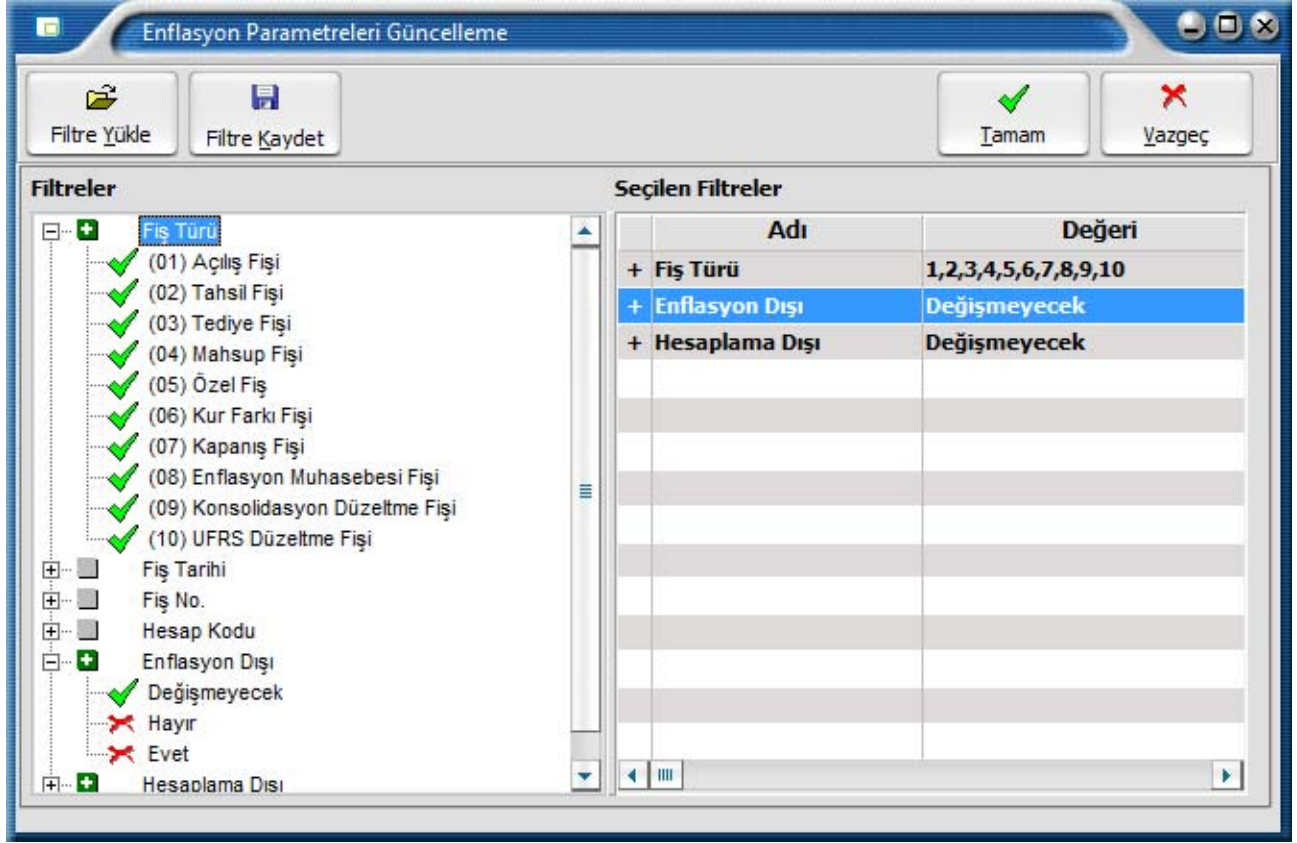 Enflasyon Parametreleri Güncelleme
Filtre Yükle
Filtre Kaydet
Tamam
Vazgeç
Filtreler
Fiş Türü
(01) Açılış Fişi
(02) Tahsil Fişi
(03) Tediye Fişi
(04) Mahsup Fişi
(05) Özel Fiş
(06) Kur Farkı Fişi
(07) Kapanış Fişi
(08) Enflasyon Muhasebesi Fişi
(09) Konsolidasyon Düzeltme Fişi
(10) UFRS Düzeltme Fişi
Fiş Tarihi
Fiş No.
Hesap Kodu
Enflasyon Dışı
Değişmeyecek
Hayır
Evet
Hesaplama Dışı
Seçilen Filtreler
Adı Değeri
+ Fiş Türü 1,2,3,4,5,6,7,8,9,10
+ Enflasyon Dışı Değişmeyecek
+ Hesaplama Dışı Değişmeyecek